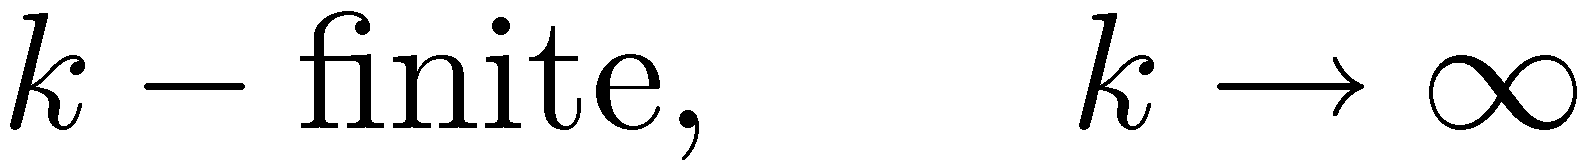 k − finite, k → ∞